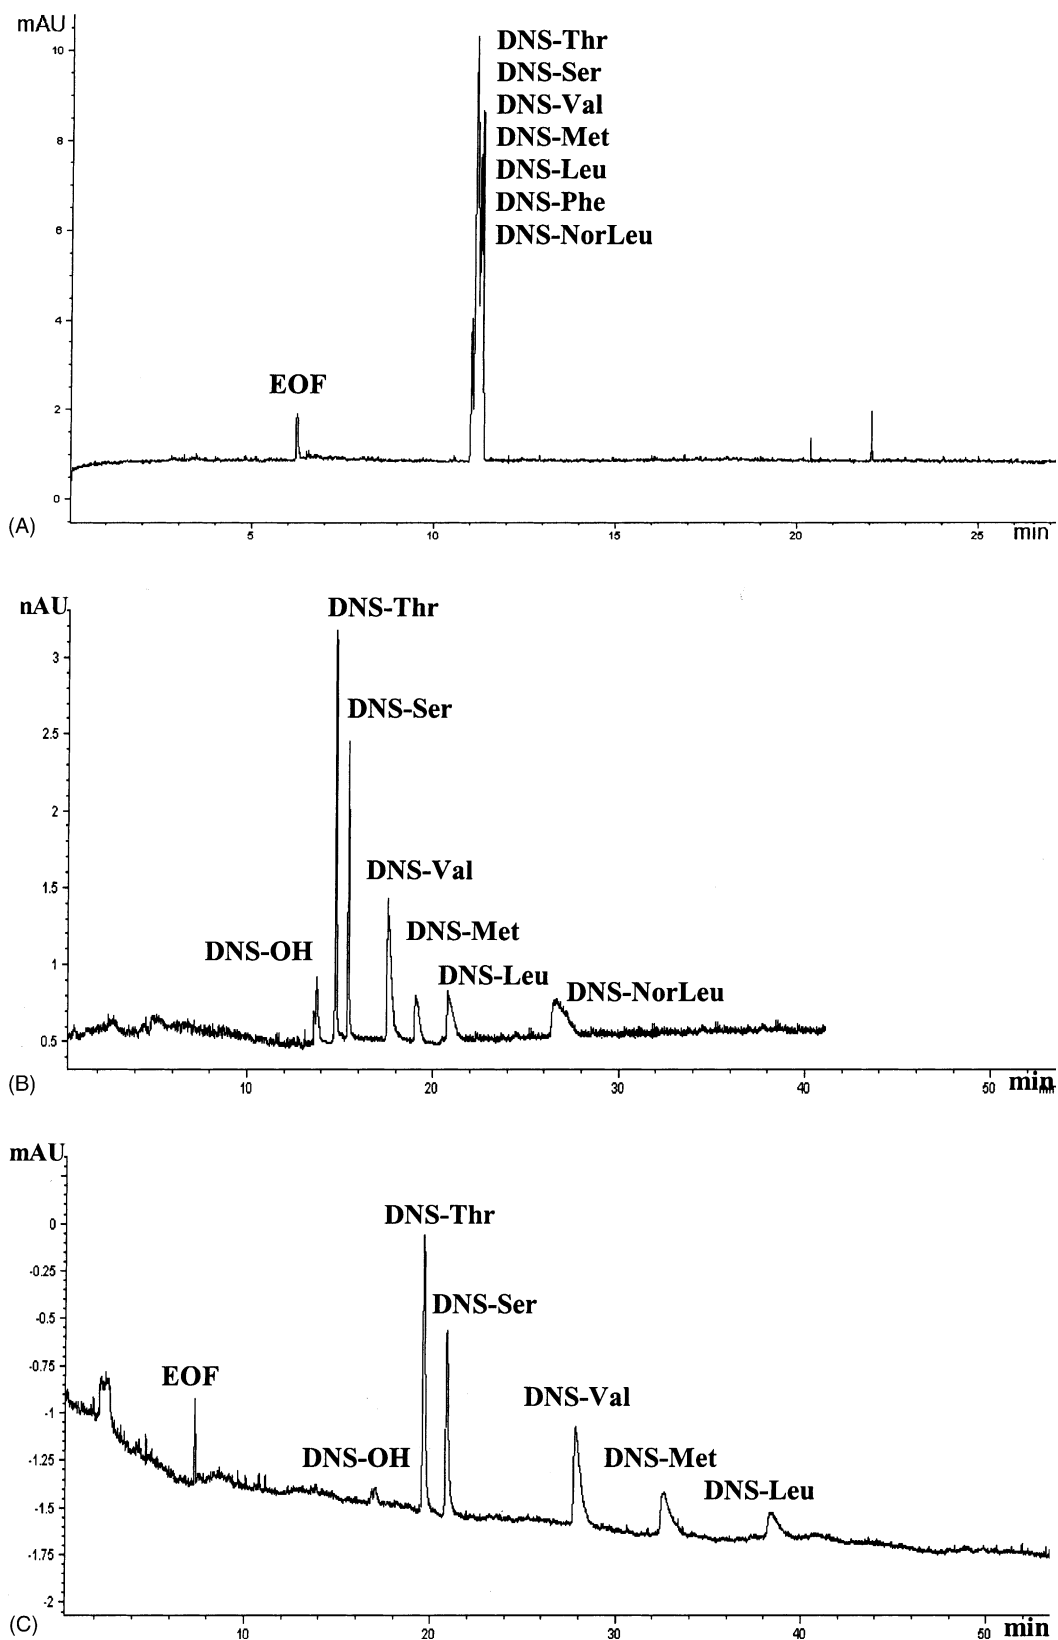 mAU
DNS-Thr
10
DNS-Ser
DNS-Val
8
DNS-Met
DNS-Leu
DNS-Phe
6
DNS-NorLeu
4
EOF
2
0
(A)
5 10 15 20 25 min
nAU
DNS-Thr
3
DNS-Ser
2.5
2
DNS-Val
1.5
DNS-Met
DNS-OH
1
DNS-Leu
DNS-NorLeu
0.5
(B)
10 20 30 40 50 min
mAU
DNS-Thr
0
-0.25
DNS-Ser
-0.5
-0.75
EOF
DNS-Val
-1
-1.25
DNS-OH
DNS-Met
DNS-Leu
-1.5
-1.75
-2
(C)
10 20 30 40 50 min